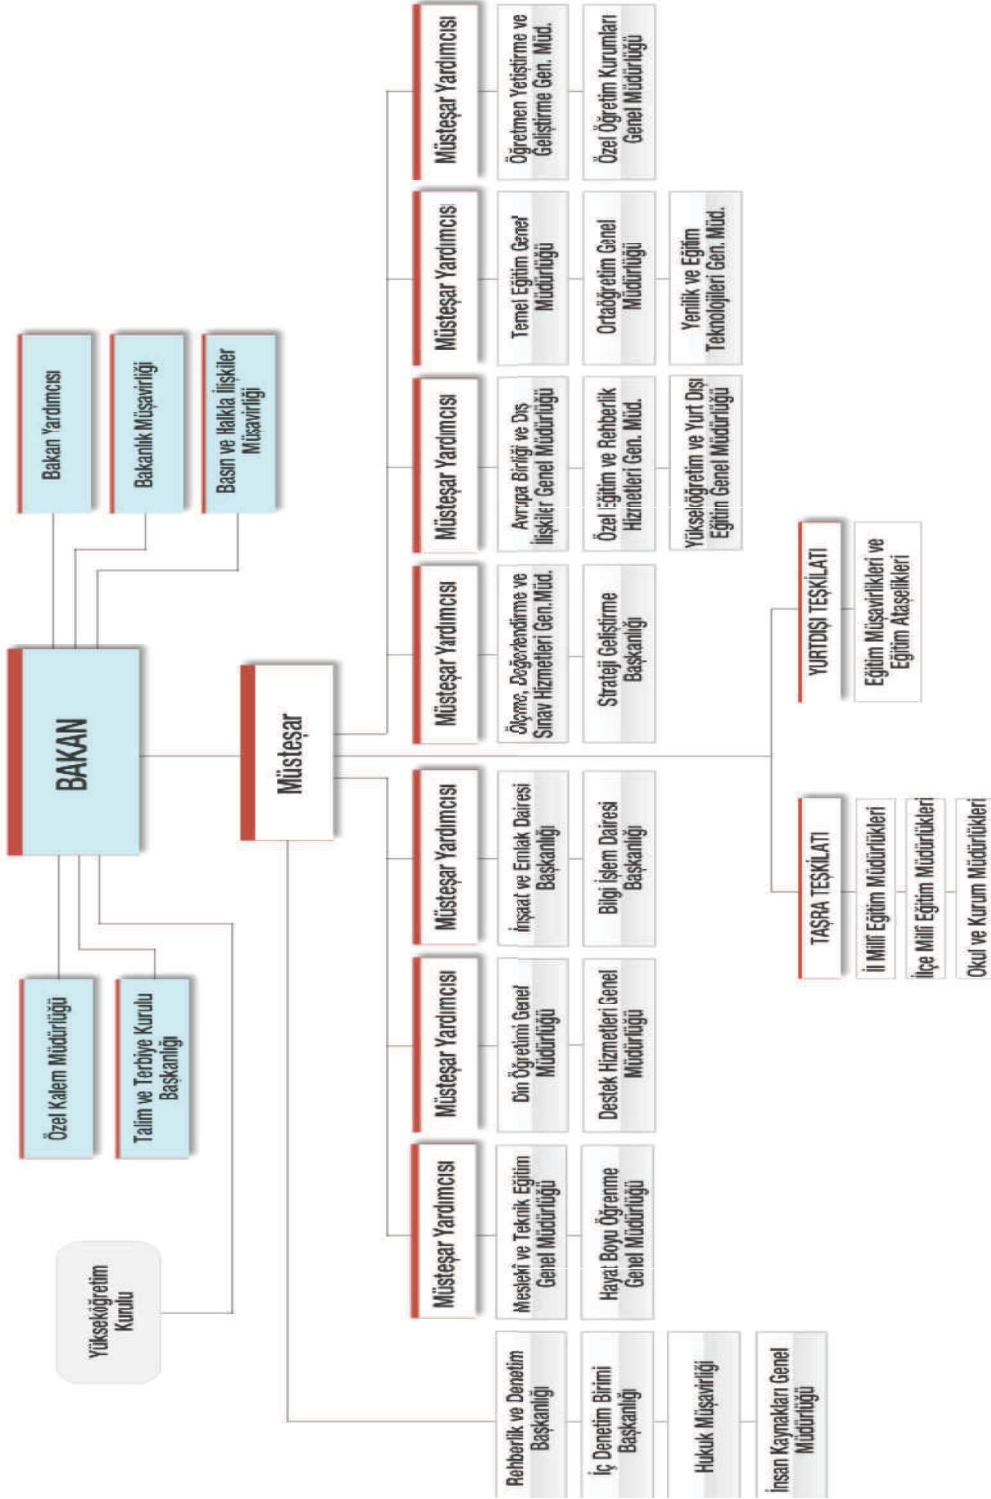 BAKAN
Özel Kalem Müdürlüğü
Talim ve Terbiye Kurulu
Başkanlığı
Yükseköğretim
Kurulu
Bakan Yardımcısı
Bakanlık Müşavirliği
Basın ve Halkla İlişkiler
Müşavirliği
Müsteşar
Rehberlik ve Denetim
Başkanlığı
İç Denetim Birimi
Başkanlığı
Hukuk Müşavirliği
İnsan Kaynakları Genel
Müdürlüğü
Müsteşar Yardımcısı
Mesleki ve Teknik Eğitim
Genel Müdürlüğü
Hayat Boyu Öğrenme
Genel Müdürlüğü
Müsteşar Yardımcısı
Din Öğretimi Genel
Müdürlüğü
Destek Hizmetleri Genel
Müdürlüğü
Müsteşar Yardımcısı
İnşaat ve Emlak Dairesi
Başkanlığı
Bilgi İşlem Dairesi
Başkanlığı
Müsteşar Yardımcısı
Ölçme, Değerlendirme ve
Sınav Hizmetleri Gen.Müd.
Strateji Geliştirme
Başkanlığı
Müsteşar Yardımcısı
Avrupa Birliği ve Dış
İlişkiler Genel Müdürlüğü
Özel Eğitim ve Rehberlik
Hizmetleri Gen. Müd.
Yükseköğretim ve Yurt Dışı
Eğitim Genel Müdürlüğü
Müsteşar Yardımcısı
Temel Eğitim Genel
Müdürlüğü
Ortaöğretim Genel
Müdürlüğü
Yenilik ve Eğitim
Teknolojileri Gen. Müd.
Müsteşar Yardımcısı
Öğretmen Yetiştirme ve
Geliştirme Gen. Müd.
Özel Öğretim Kurumları
Genel Müdürlüğü
TAŞRA TEŞKİLATI
İl Millî Eğitim Müdürlükleri
İlçe Millî Eğitim Müdürlükleri
Okul ve Kurum Müdürlükleri
YURTDIŞI TEŞKİLATI
Eğitim Müşavirlikleri ve
Eğitim Ataşelikleri